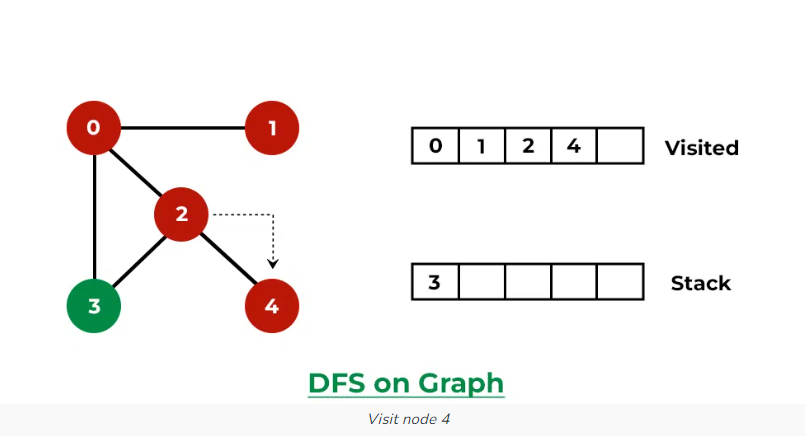 0 1
2
3 4
0 1 2 4 Visited
3 Stack
DFS on Graph
Visit node 4